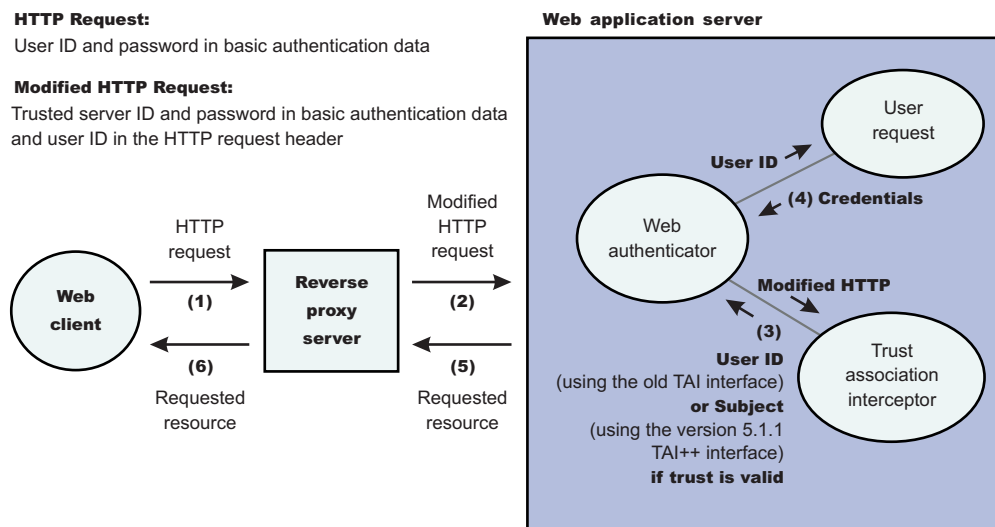 HTTP Request:
User ID and password in basic authentication data
Modified HTTP Request:
Trusted server ID and password in basic authentication data
and user ID in the HTTP request header
Web application server
User
request
User ID
(4) Credentials
Web
authenticator
Modified HTTP
(3)
User ID
(using the old TAI interface)
or Subject
(using the version 5.1.1
TAI++ interface)
if trust is valid
Trust
association
interceptor
Web
client
HTTP
request
(1)
(6)
Requested
resource
Reverse
proxy
server
Modified
HTTP
request
(2)
(5)
Requested
resource